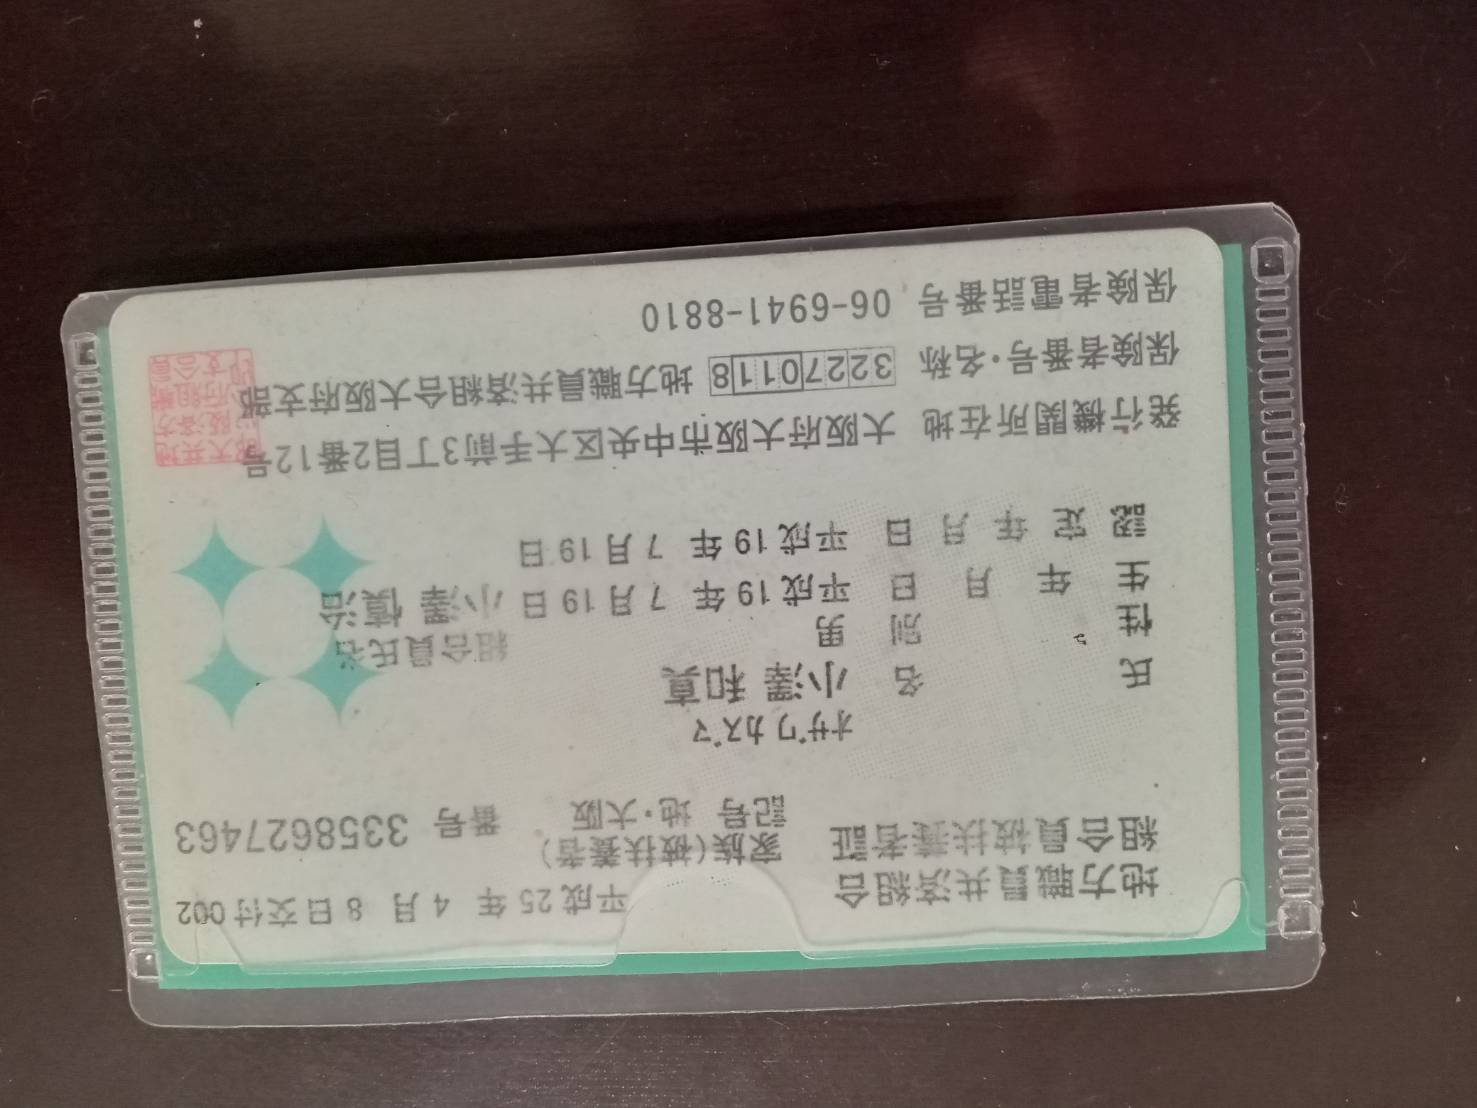 地方職員共済組合 平成25年 4月 8日交付 002
組合員被扶養者証 家族(被扶養者)
記号 地・大阪 番号 3358627463
オザワ カズマ
氏名 小澤 和真
組合員氏名
性別 男
生年月日 平成19年 7月19日 小澤 慎治
認定年月日 平成19年 7月19日
発行機関所在地 大阪府大阪市中央区大手前3丁目2番12号
保険者番号・名称 32270118 地方職員共済組合大阪府支部
保険者電話番号 06-6941-8810